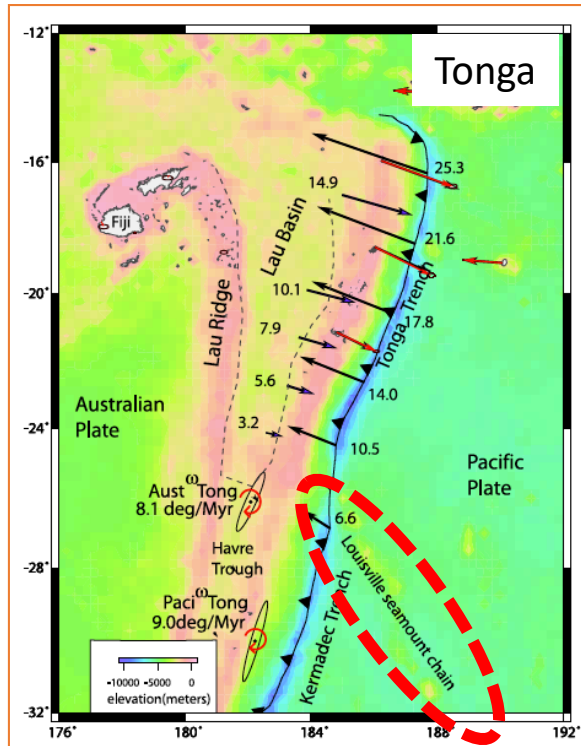 Tonga
-12°
-16°
-20°
-24°
-28°
-32°
176°
180°
184°
188°
192°
Fiji
Lau Basin
Lau Ridge
Tonga Trench
25.3
14.9
21.6
10.1
17.8
7.9
14.0
5.6
3.2
10.5
6.6
Australian
Plate
Pacific
Plate
Aust ω Tong
8.1 deg/Myr
Havre
Trough
Paci ω Tong
9.0deg/Myr
Kermadec Trench
Louisville seamount chain
-10000 -5000 0
elevation(meters)